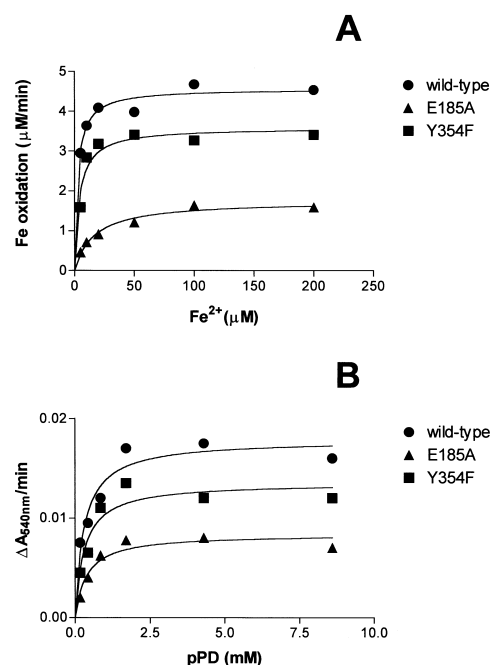 A
Fe oxidation (μM/min)
5
4
3
2
1
0
0 50 100 150 200 250
Fe2+(μM)
wild-type
E185A
Y354F
B
ΔA540nm/min
0.02
0.01
0.00
0.0 2.5 5.0 7.5 10.0
pPD (mM)
wild-type
E185A
Y354F